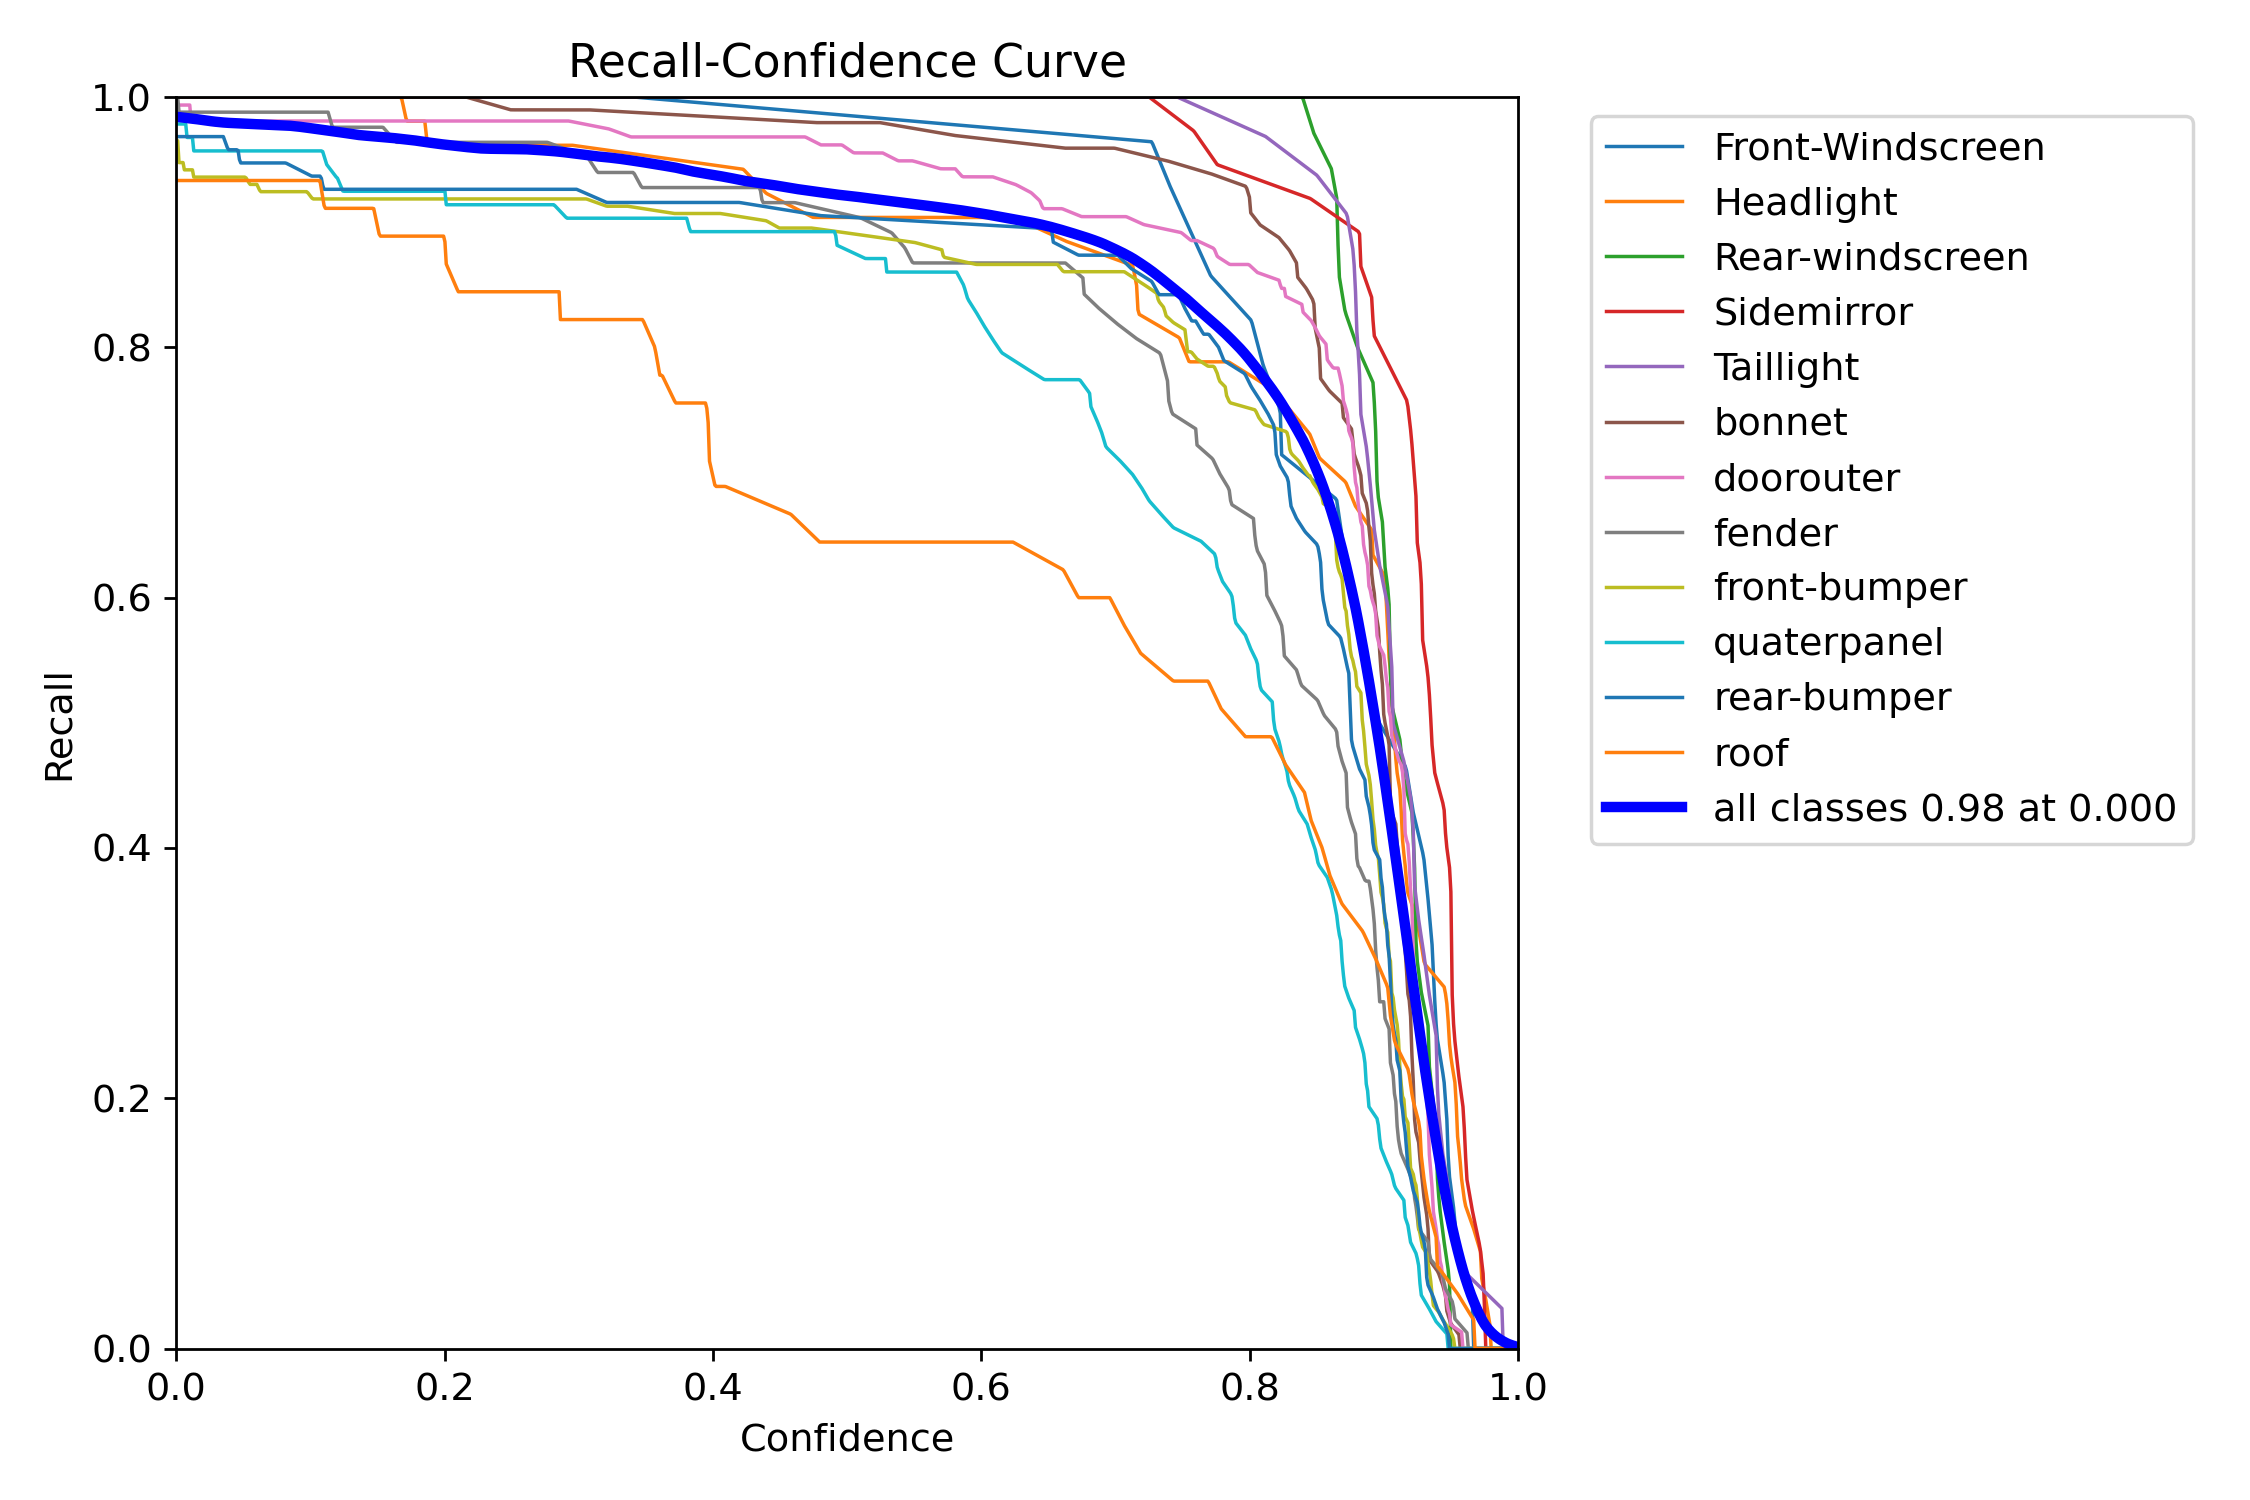 Recall-Confidence Curve
1.0
0.8
0.6
0.4
0.2
0.0
Recall
0.0 0.2 0.4 0.6 0.8 1.0
Confidence
Front-Windscreen
Headlight
Rear-windscreen
Sidemirror
Taillight
bonnet
doorouter
fender
front-bumper
quaterpanel
rear-bumper
roof
all classes 0.98 at 0.000